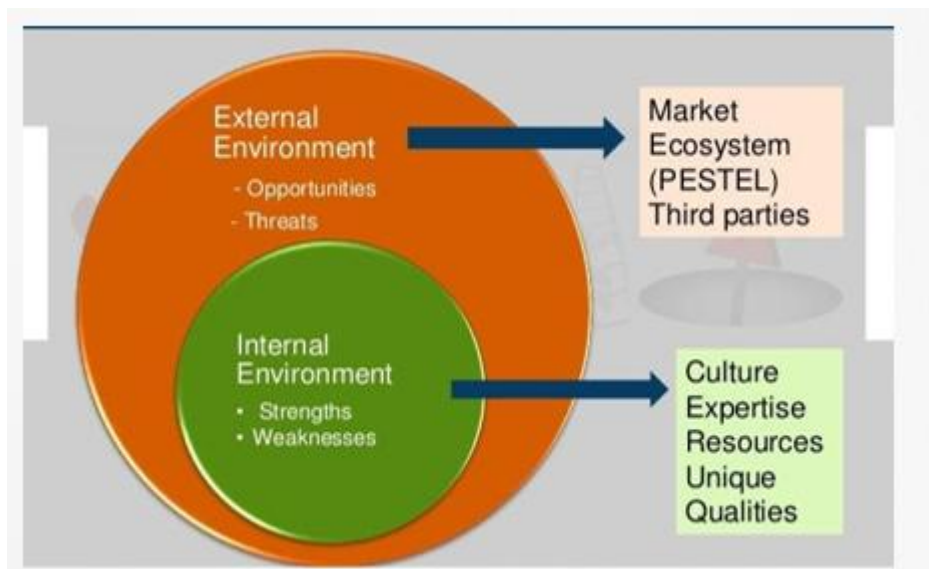 External
Environment
- Opportunities
- Threats
Market
Ecosystem
(PESTEL)
Third parties
Internal
Environment
• Strengths
• Weaknesses
Culture
Expertise
Resources
Unique
Qualities